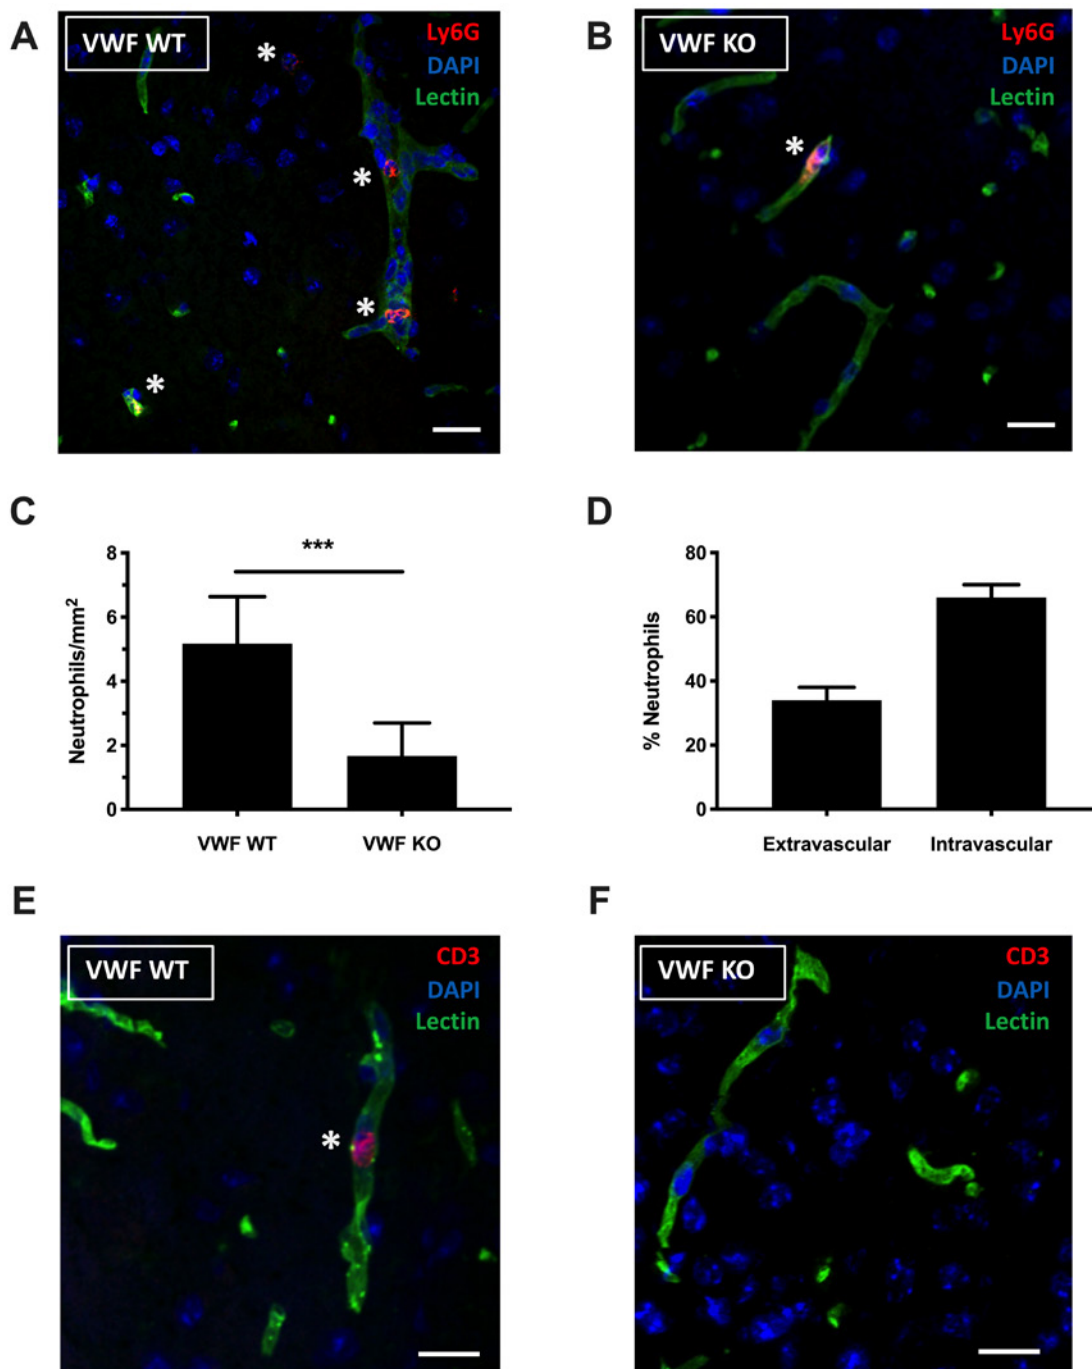 A
VWF WT
Ly6G
DAPI
Lectin
*
*
*
*
B
VWF KO
Ly6G
DAPI
Lectin
*
C
***
8
6
4
2
0
Neutrophils/mm²
VWF WT
VWF KO
D
80
60
40
20
0
% Neutrophils
Extravascular
Intravascular
E
VWF WT
CD3
DAPI
Lectin
*
F
VWF KO
CD3
DAPI
Lectin